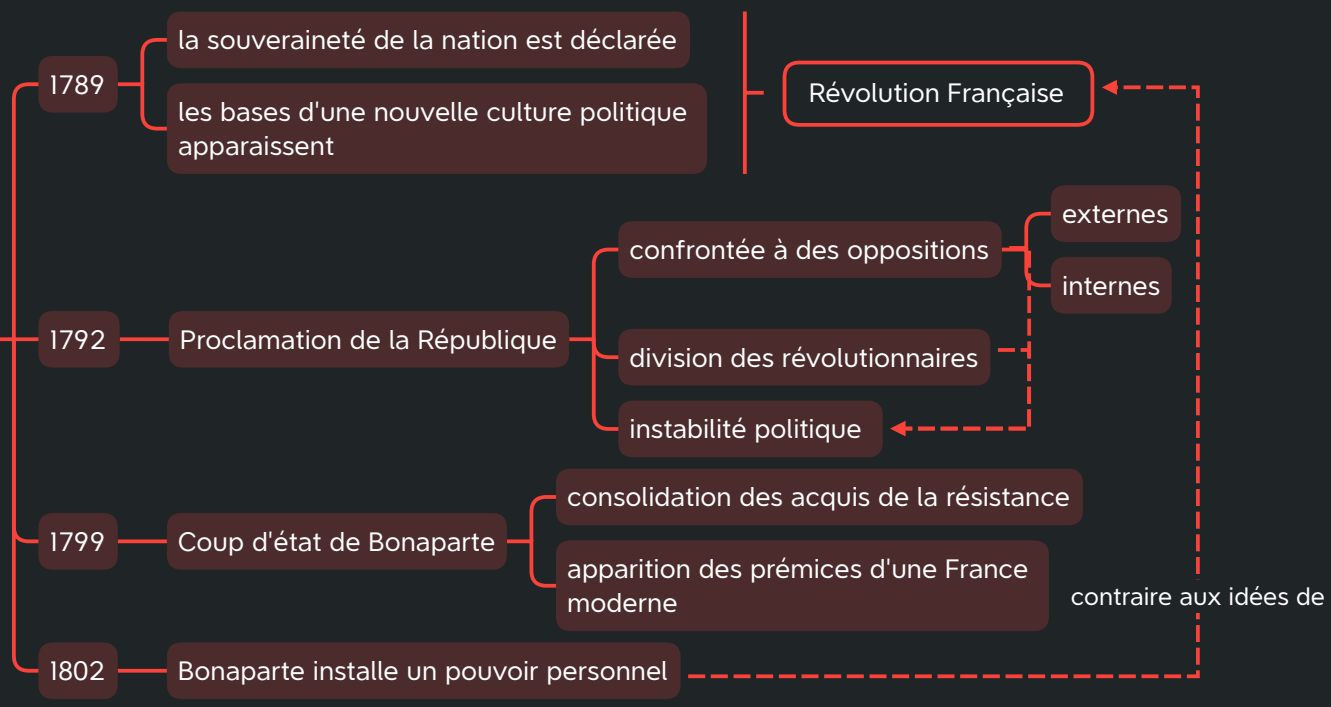 1789
la souveraineté de la nation est déclarée
les bases d'une nouvelle culture politique
apparaissent
Révolution Française
1792
Proclamation de la République
confrontée à des oppositions
externes
internes
division des révolutionnaires
instabilité politique
1799
Coup d'état de Bonaparte
consolidation des acquis de la résistance
apparition des prémices d'une France
moderne
contraire aux idées de
1802
Bonaparte installe un pouvoir personnel